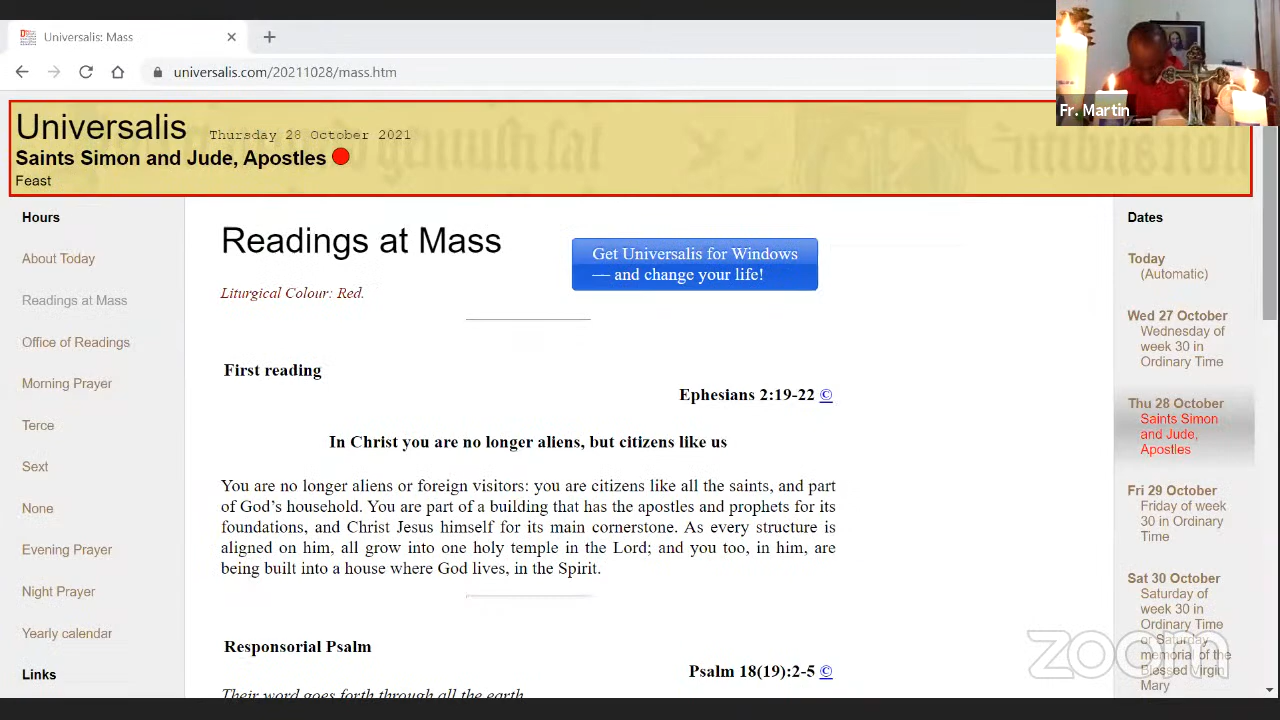 Universalis: Mass
universalis.com/20211028/mass.htm
Fr. Martin
Universalis Thursday 28 October 2021
Saints Simon and Jude, Apostles
Feast
Hours
About Today
Readings at Mass
Office of Readings
Morning Prayer
Terce
Sext
None
Evening Prayer
Night Prayer
Yearly calendar
Links
Readings at Mass
Get Universalis for Windows
— and change your life!
Liturgical Colour: Red.
First reading
Ephesians 2:19-22 ©
In Christ you are no longer aliens, but citizens like us
You are no longer aliens or foreign visitors: you are citizens like all the saints, and part
of God’s household. You are part of a building that has the apostles and prophets for its
foundations, and Christ Jesus himself for its main cornerstone. As every structure is
aligned on him, all grow into one holy temple in the Lord; and you too, in him, are
being built into a house where God lives, in the Spirit.
Responsorial Psalm
Psalm 18(19):2-5 ©
Their word goes forth through all the earth
Dates
Today
(Automatic)
Wed 27 October
Wednesday of
week 30 in
Ordinary Time
Thu 28 October
Saints Simon
and Jude,
Apostles
Fri 29 October
Friday of week
30 in Ordinary
Time
Sat 30 October
Saturday of
week 30 in
Ordinary Time
or Saturday
memorial of the
Blessed Virgin
Mary
zoom